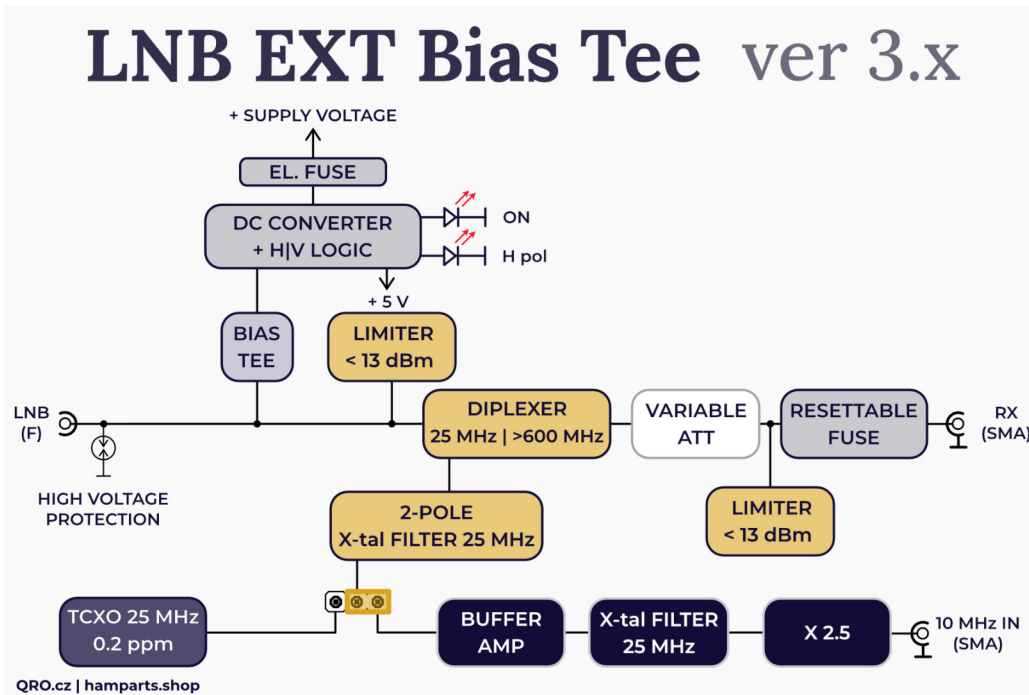 LNB EXT Bias Tee ver 3.x
+ SUPPLY VOLTAGE
EL. FUSE
DC CONVERTER
+ H|V LOGIC
ON
H pol
+ 5 V
BIAS
TEE
LIMITER
< 13 dBm
LNB
(F)
DIPLEXER
25 MHz | >600 MHz
VARIABLE
ATT
RESETTABLE
FUSE
RX
(SMA)
HIGH VOLTAGE
PROTECTION
2-POLE
X-tal FILTER 25 MHz
LIMITER
< 13 dBm
TCXO 25 MHz
0.2 ppm
BUFFER
AMP
X-tal FILTER
25 MHz
X 2.5
10 MHz IN
(SMA)
QRO.cz | hamparts.shop